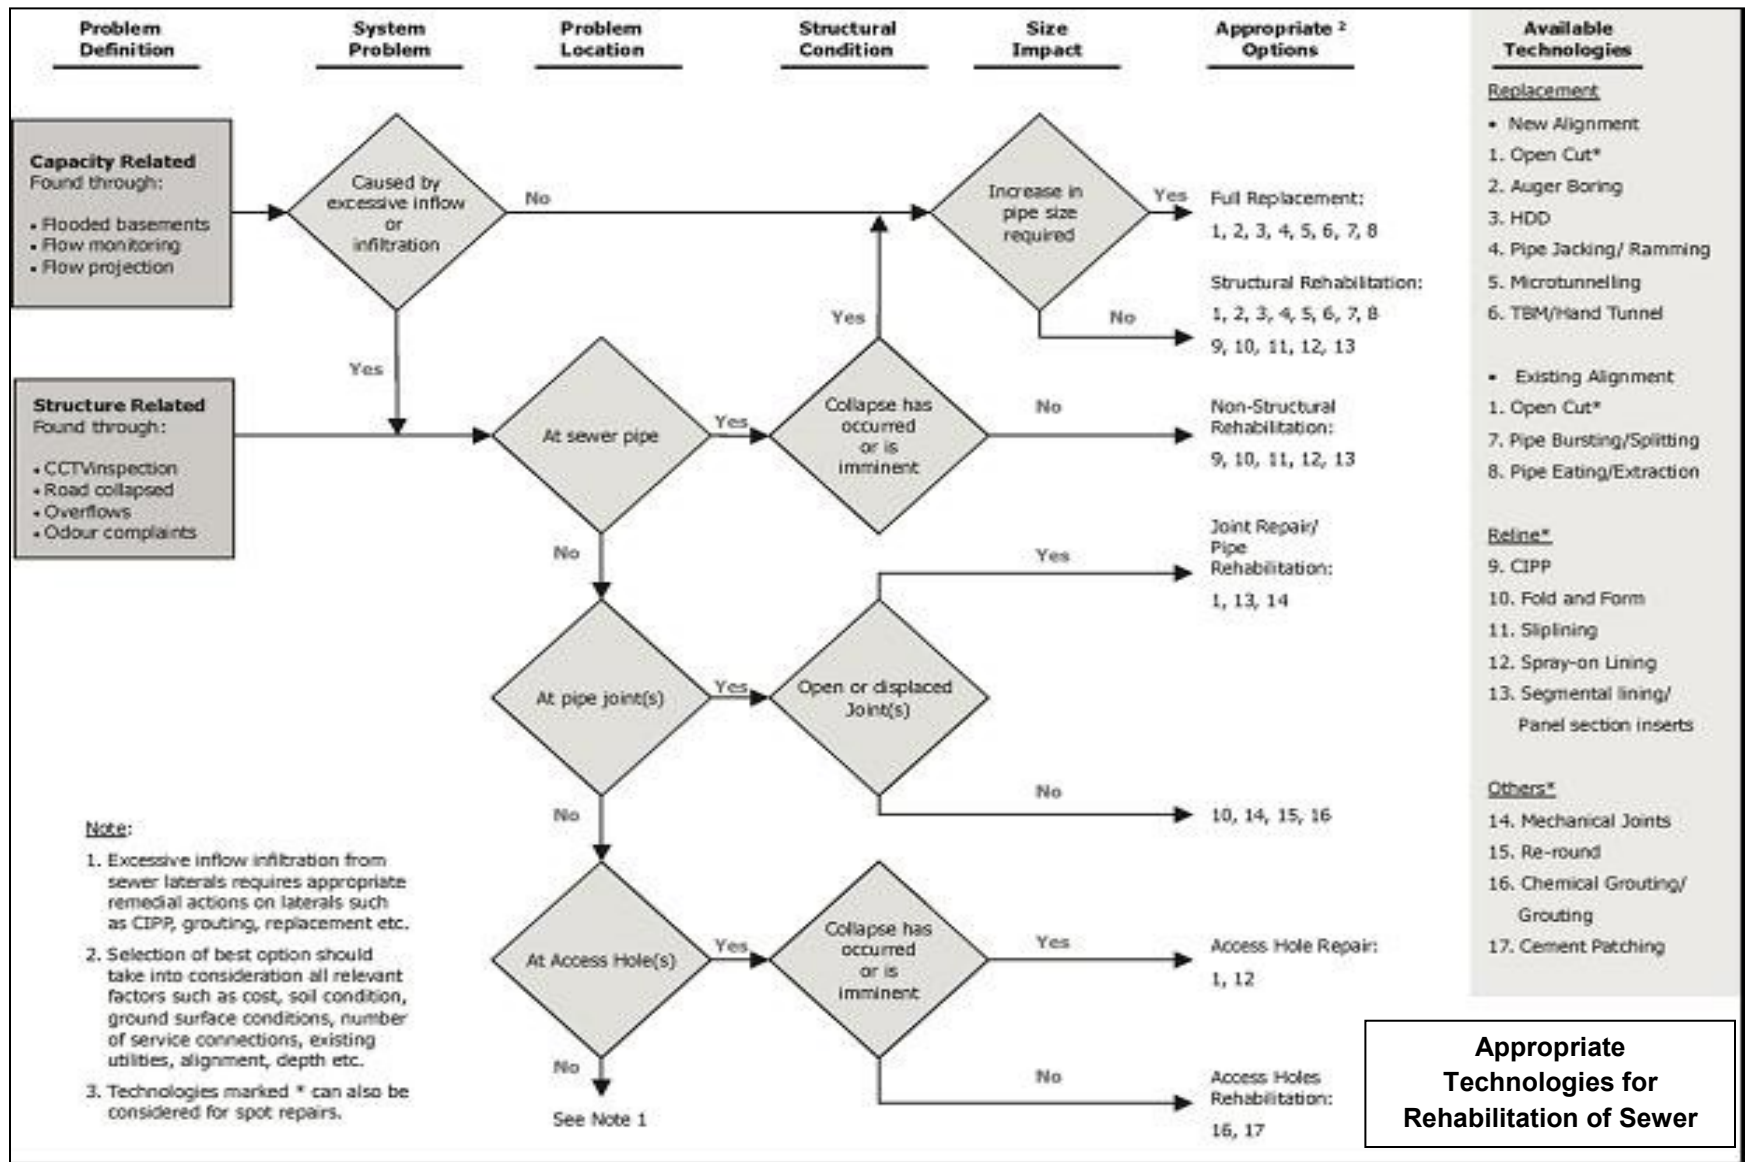 Problem
Definition
System
Problem
Problem
Location
Structural
Condition
Size
Impact
Appropriate 2
Options
Available
Technologies
Capacity Related
Found through:
• Flooded basements
• Flow monitoring
• Flow projection
Caused by
excessive inflow
or
infiltration
No
Yes
Increase in
pipe size
required
Yes
No
Full Replacement:
1, 2, 3, 4, 5, 6, 7, 8
Structural Rehabilitation:
1, 2, 3, 4, 5, 6, 7, 8
9, 10, 11, 12, 13
Structure Related
Found through:
• CCTVinspection
• Road collapsed
• Overflows
• Odour complaints
At sewer pipe
Yes
No
Collapse has
occurred
or is
imminent
Yes
No
Non-Structural
Rehabilitation:
9, 10, 11, 12, 13
At pipe joint(s)
Yes
No
Open or displaced
Joint(s)
Yes
Joint Repair/
Pipe
Rehabilitation:
1, 13, 14
No
10, 14, 15, 16
At Access Hole(s)
Yes
No
See Note 1
Collapse has
occurred
or is
imminent
Yes
Access Hole Repair:
1, 12
No
Access Holes
Rehabilitation:
16, 17
Replacement
• New Alignment
1. Open Cut*
2. Auger Boring
3. HDD
4. Pipe Jacking/ Ramming
5. Microtunnelling
6. TBM/Hand Tunnel
• Existing Alignment
1. Open Cut*
7. Pipe Bursting/Splitting
8. Pipe Eating/Extraction
Reline*
9. CIPP
10. Fold and Form
11. Sliplining
12. Spray-on Lining
13. Segmental lining/
Panel section inserts
Others*
14. Mechanical Joints
15. Re-round
16. Chemical Grouting/
Grouting
17. Cement Patching
Note:
1. Excessive inflow infiltration from
sewer laterals requires appropriate
remedial actions on laterals such
as CIPP, grouting, replacement etc.
2. Selection of best option should
take into consideration all relevant
factors such as cost, soil condition,
ground surface conditions, number
of service connections, existing
utilities, alignment, depth etc.
3. Technologies marked * can also be
considered for spot repairs.
Appropriate
Technologies for
Rehabilitation of Sewer